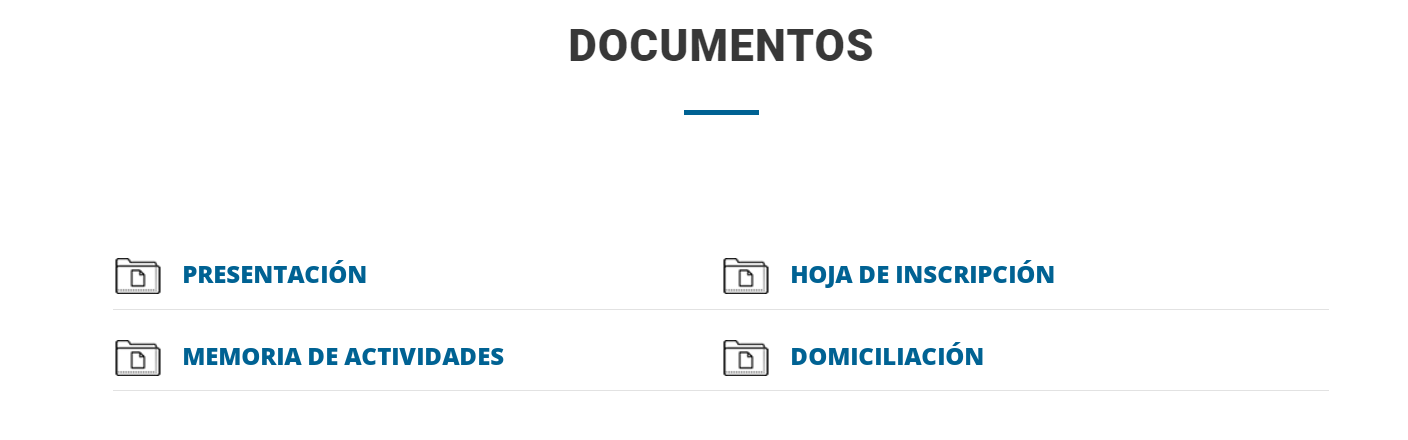 DOCUMENTOS
PRESENTACIÓN
HOJA DE INSCRIPCIÓN
MEMORIA DE ACTIVIDADES
DOMICILIACIÓN